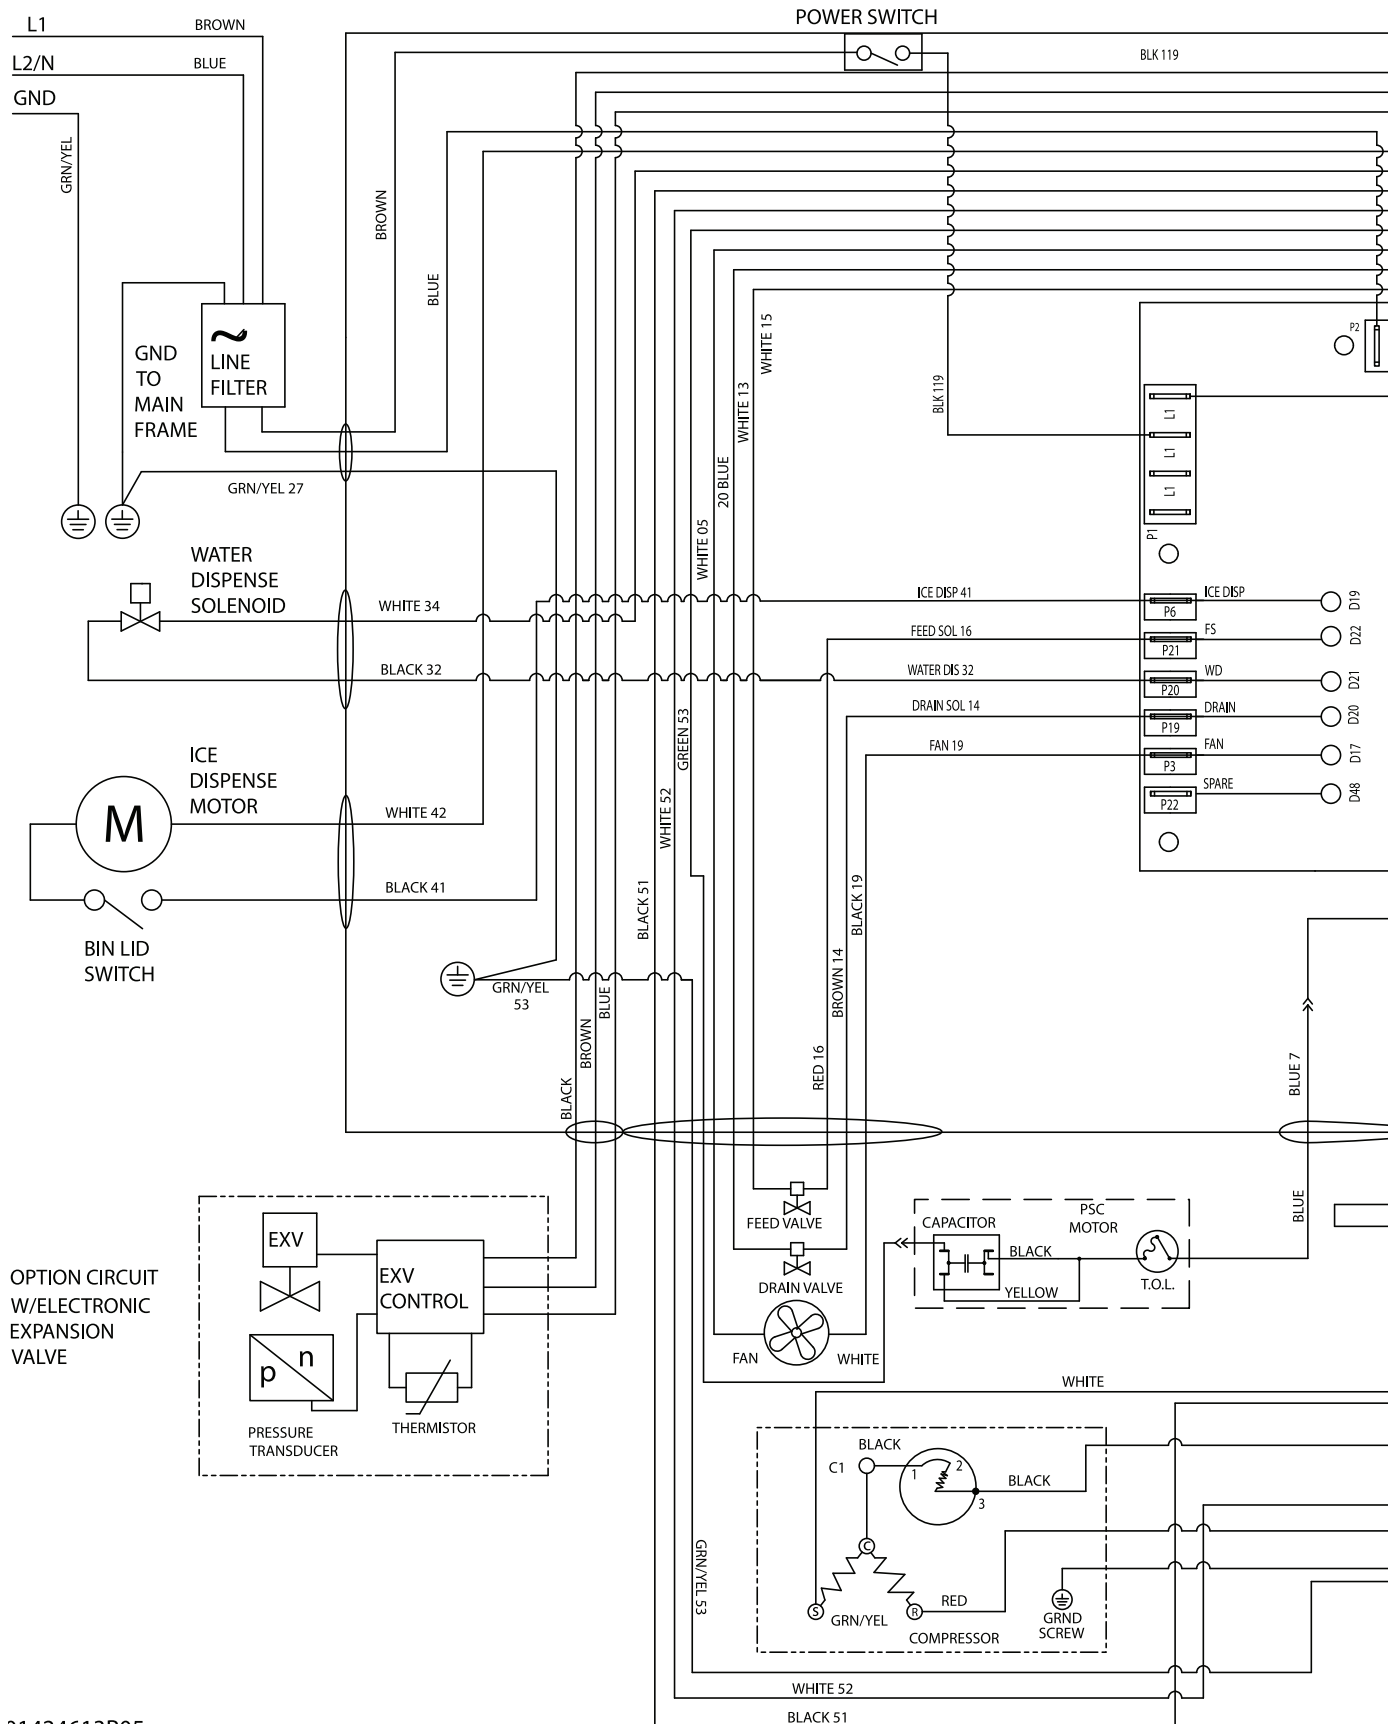 POWER SWITCH
L1
BROWN
L2/N
BLUE
BLK 119
GND
GRN/YEL
BROWN
BLUE
P2
LINE
FILTER
GND
TO
MAIN
FRAME
WHITE 15
WHITE 13
BLK 119
L1
L1
L1
P1
20 BLUE
WHITE 05
GRN/YEL 27
WATER
DISPENSE
SOLENOID
WHITE 34
ICE DISP 41
ICE DISP
P6
D19
FEED SOL 16
FS
P21
D22
BLACK 32
WATER DIS 32
WD
P20
D21
DRAIN SOL 14
DRAIN
P19
D20
GREEN 53
FAN 19
FAN
P3
D17
SPARE
P22
D48
ICE
DISPENSE
MOTOR
M
WHITE 42
WHITE 52
BLACK 41
BLACK 51
BLACK 19
BIN LID
SWITCH
GRN/YEL
53
BLUE
BROWN
BLACK
BROWN 14
RED 16
BLUE 7
BLUE
FEED VALVE
DRAIN VALVE
FAN
WHITE
CAPACITOR
PSC
MOTOR
BLACK
YELLOW
T.O.L.
OPTION CIRCUIT
W/ELECTRONIC
EXPANSION
VALVE
EXV
EXV
CONTROL
p n
PRESSURE
TRANSDUCER
THERMISTOR
WHITE
BLACK
C1
1
2
3
BLACK
C
S
R
GRN/YEL
RED
COMPRESSOR
GRND
SCREW
GRN/YEL 53
WHITE 52
BLACK 51